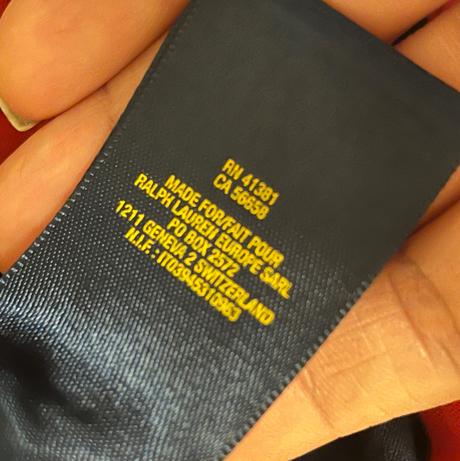 RN 41381
CA 56658
MADE FOR/FAIT POUR
RALPH LAUREN EUROPE SARL
PO BOX 2572
1211 GENEVA 2 SWITZERLAND
N.I.F.: IT03945310963